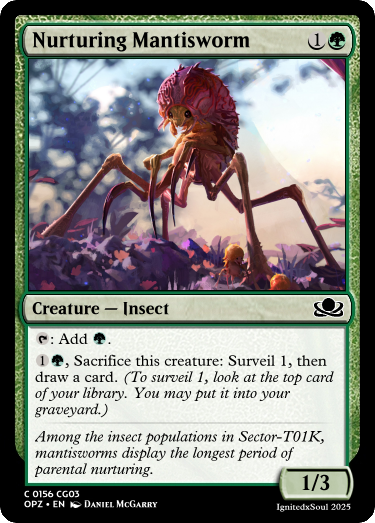 Nurturing Mantisworm 1
Creature — Insect
: Add .
1, Sacrifice this creature: Surveil 1, then
draw a card. (To surveil 1, look at the top card
of your library. You may put it into your
graveyard.)
Among the insect populations in Sector-T01K,
mantisworms display the longest period of
parental nurturing.
1/3
C 0156 CG03
OPZ • EN Daniel McGarry
IgnitedxSoul 2025